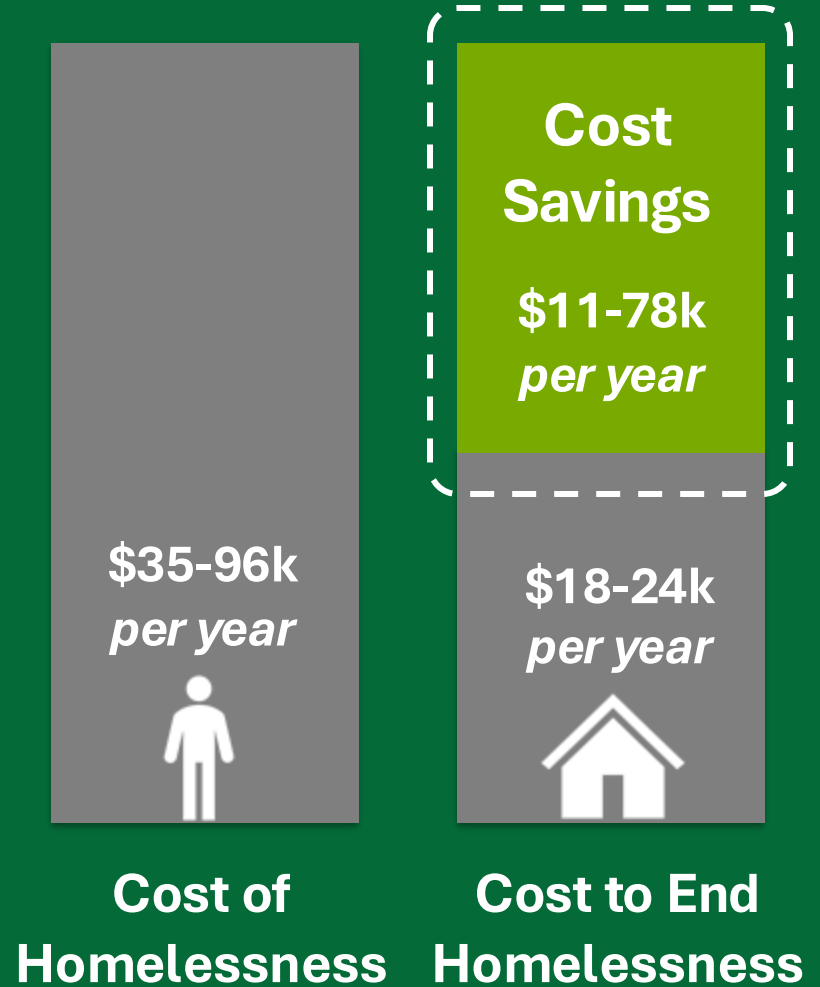 $35-96k
per year
Cost of
Homelessness
Cost
Savings
$11-78k
per year
$18-24k
per year
Cost to End
Homelessness